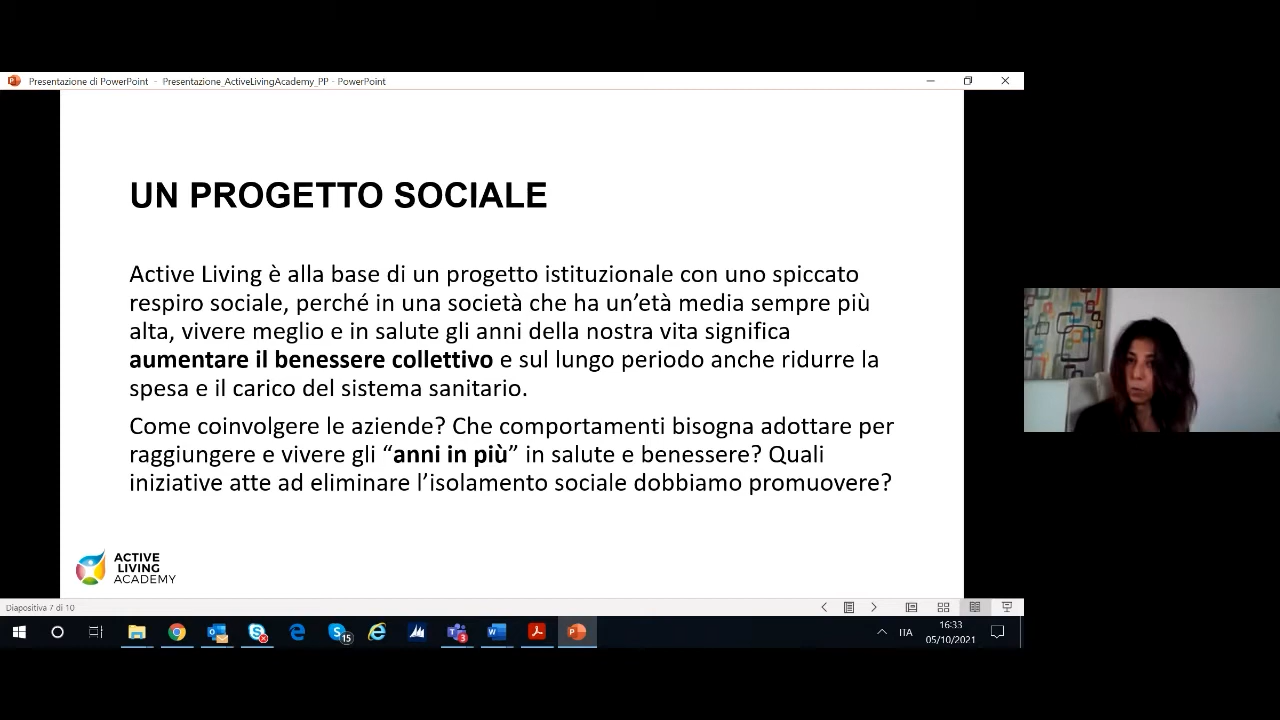 Presentazione di PowerPoint - Presentazione_ActiveLivingAcademy_PP - PowerPoint
UN PROGETTO SOCIALE
Active Living è alla base di un progetto istituzionale con uno spiccato
respiro sociale, perché in una società che ha un’età media sempre più
alta, vivere meglio e in salute gli anni della nostra vita significa
aumentare il benessere collettivo e sul lungo periodo anche ridurre la
spesa e il carico del sistema sanitario.
Come coinvolgere le aziende? Che comportamenti bisogna adottare per
raggiungere e vivere gli “anni in più” in salute e benessere? Quali
iniziative atte ad eliminare l’isolamento sociale dobbiamo promuovere?
ACTIVE
LIVING
ACADEMY
Diapositiva 7 di 10
15
3
ITA
16:33
05/10/2021